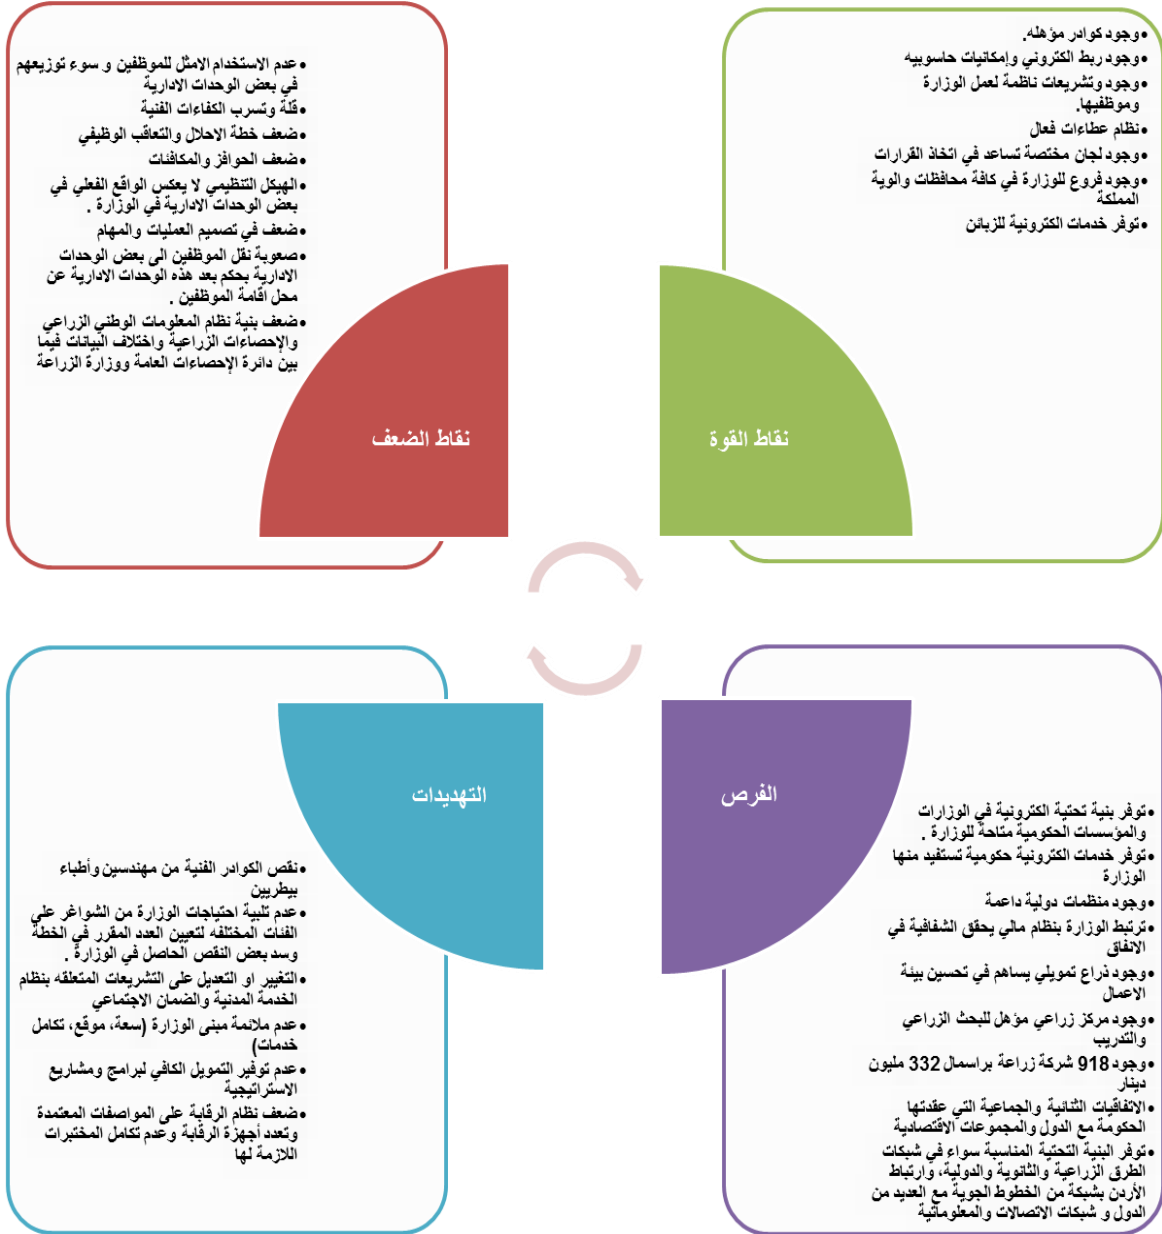 •وجود كوادر مؤهله.
•وجود ربط الكتروني وإمكانيات حاسوبيه
•وجود وتشريعات ناظمة لعمل الوزارة
وموظفيها.
•نظام عطاءات فعال
•وجود لجان مختصة تساعد في اتخاذ القرارات
•وجود فروع للوزارة في كافة محافظات والوية
المملكة
•توفر خدمات الكترونية للزبائن
نقاط القوة
•عدم الاستخدام الامثل للموظفين و سوء توزيعهم
في بعض الوحدات الادارية
•قلة وتسرب الكفاءات الفنية
•ضعف خطة الاحلال والتعاقب الوظيفي
•ضعف الحوافز والمكافئات
•الهيكل التنظيمي لا يعكس الواقع الفعلي في
بعض الوحدات الادارية في الوزارة .
•ضعف في تصميم العمليات والمهام
•صعوبة نقل الموظفين الى بعض الوحدات
الادارية بحكم بعد هذه الوحدات الادارية عن
محل اقامة الموظفين .
•ضعف بنية نظام المعلومات الوطني الزراعي
والإحصاءات الزراعية واختلاف البيانات فيما
بين دائرة الإحصاءات العامة ووزارة الزراعة
نقاط الضعف
الفرص
•توفر بنية تحتية الكترونية في الوزارات
والمؤسسات الحكومية متاحة للوزارة .
•توفر خدمات الكترونية حكومية تستفيد منها
الوزارة
•وجود منظمات دولية داعمة
•ترتبط الوزارة بنظام مالي يحقق الشفافية في
الانفاق
•وجود ذراع تمويلي يساهم في تحسين بيئة
الاعمال
•وجود مركز زراعي مؤهل للبحث الزراعي
والتدريب
•وجود 918 شركة زراعة براسمال 332 مليون
دينار
•الاتفاقيات الثنائية والجماعية التي عقدتها
الحكومة مع الدول والمجموعات الاقتصادية
•توفر البنية التحتية المناسبة سواء في شبكات
الطرق الزراعية والثانوية والدولية، وارتباط
الأردن بشبكة من الخطوط الجوية مع العديد من
الدول و شبكات الاتصالات والمعلوماتية
التهديدات
•نقص الكوادر الفنية من مهندسين وأطباء
بيطريين
•عدم تلبية احتياجات الوزارة من الشواغر على
الفئات المختلفه لتعيين العدد المقرر في الخطة
وسد بعض النقص الحاصل في الوزارة .
•التغيير او التعديل على التشريعات المتعلقه بنظام
الخدمة المدنية والضمان الاجتماعي
•عدم ملائمة مبنى الوزارة (سعة، موقع، تكامل
خدمات)
•عدم توفير التمويل الكافي لبرامج ومشاريع
الاستراتيجية
•ضعف نظام الرقابة على المواصفات المعتمدة
وتعدد أجهزة الرقابة وعدم تكامل المختبرات
اللازمة لها